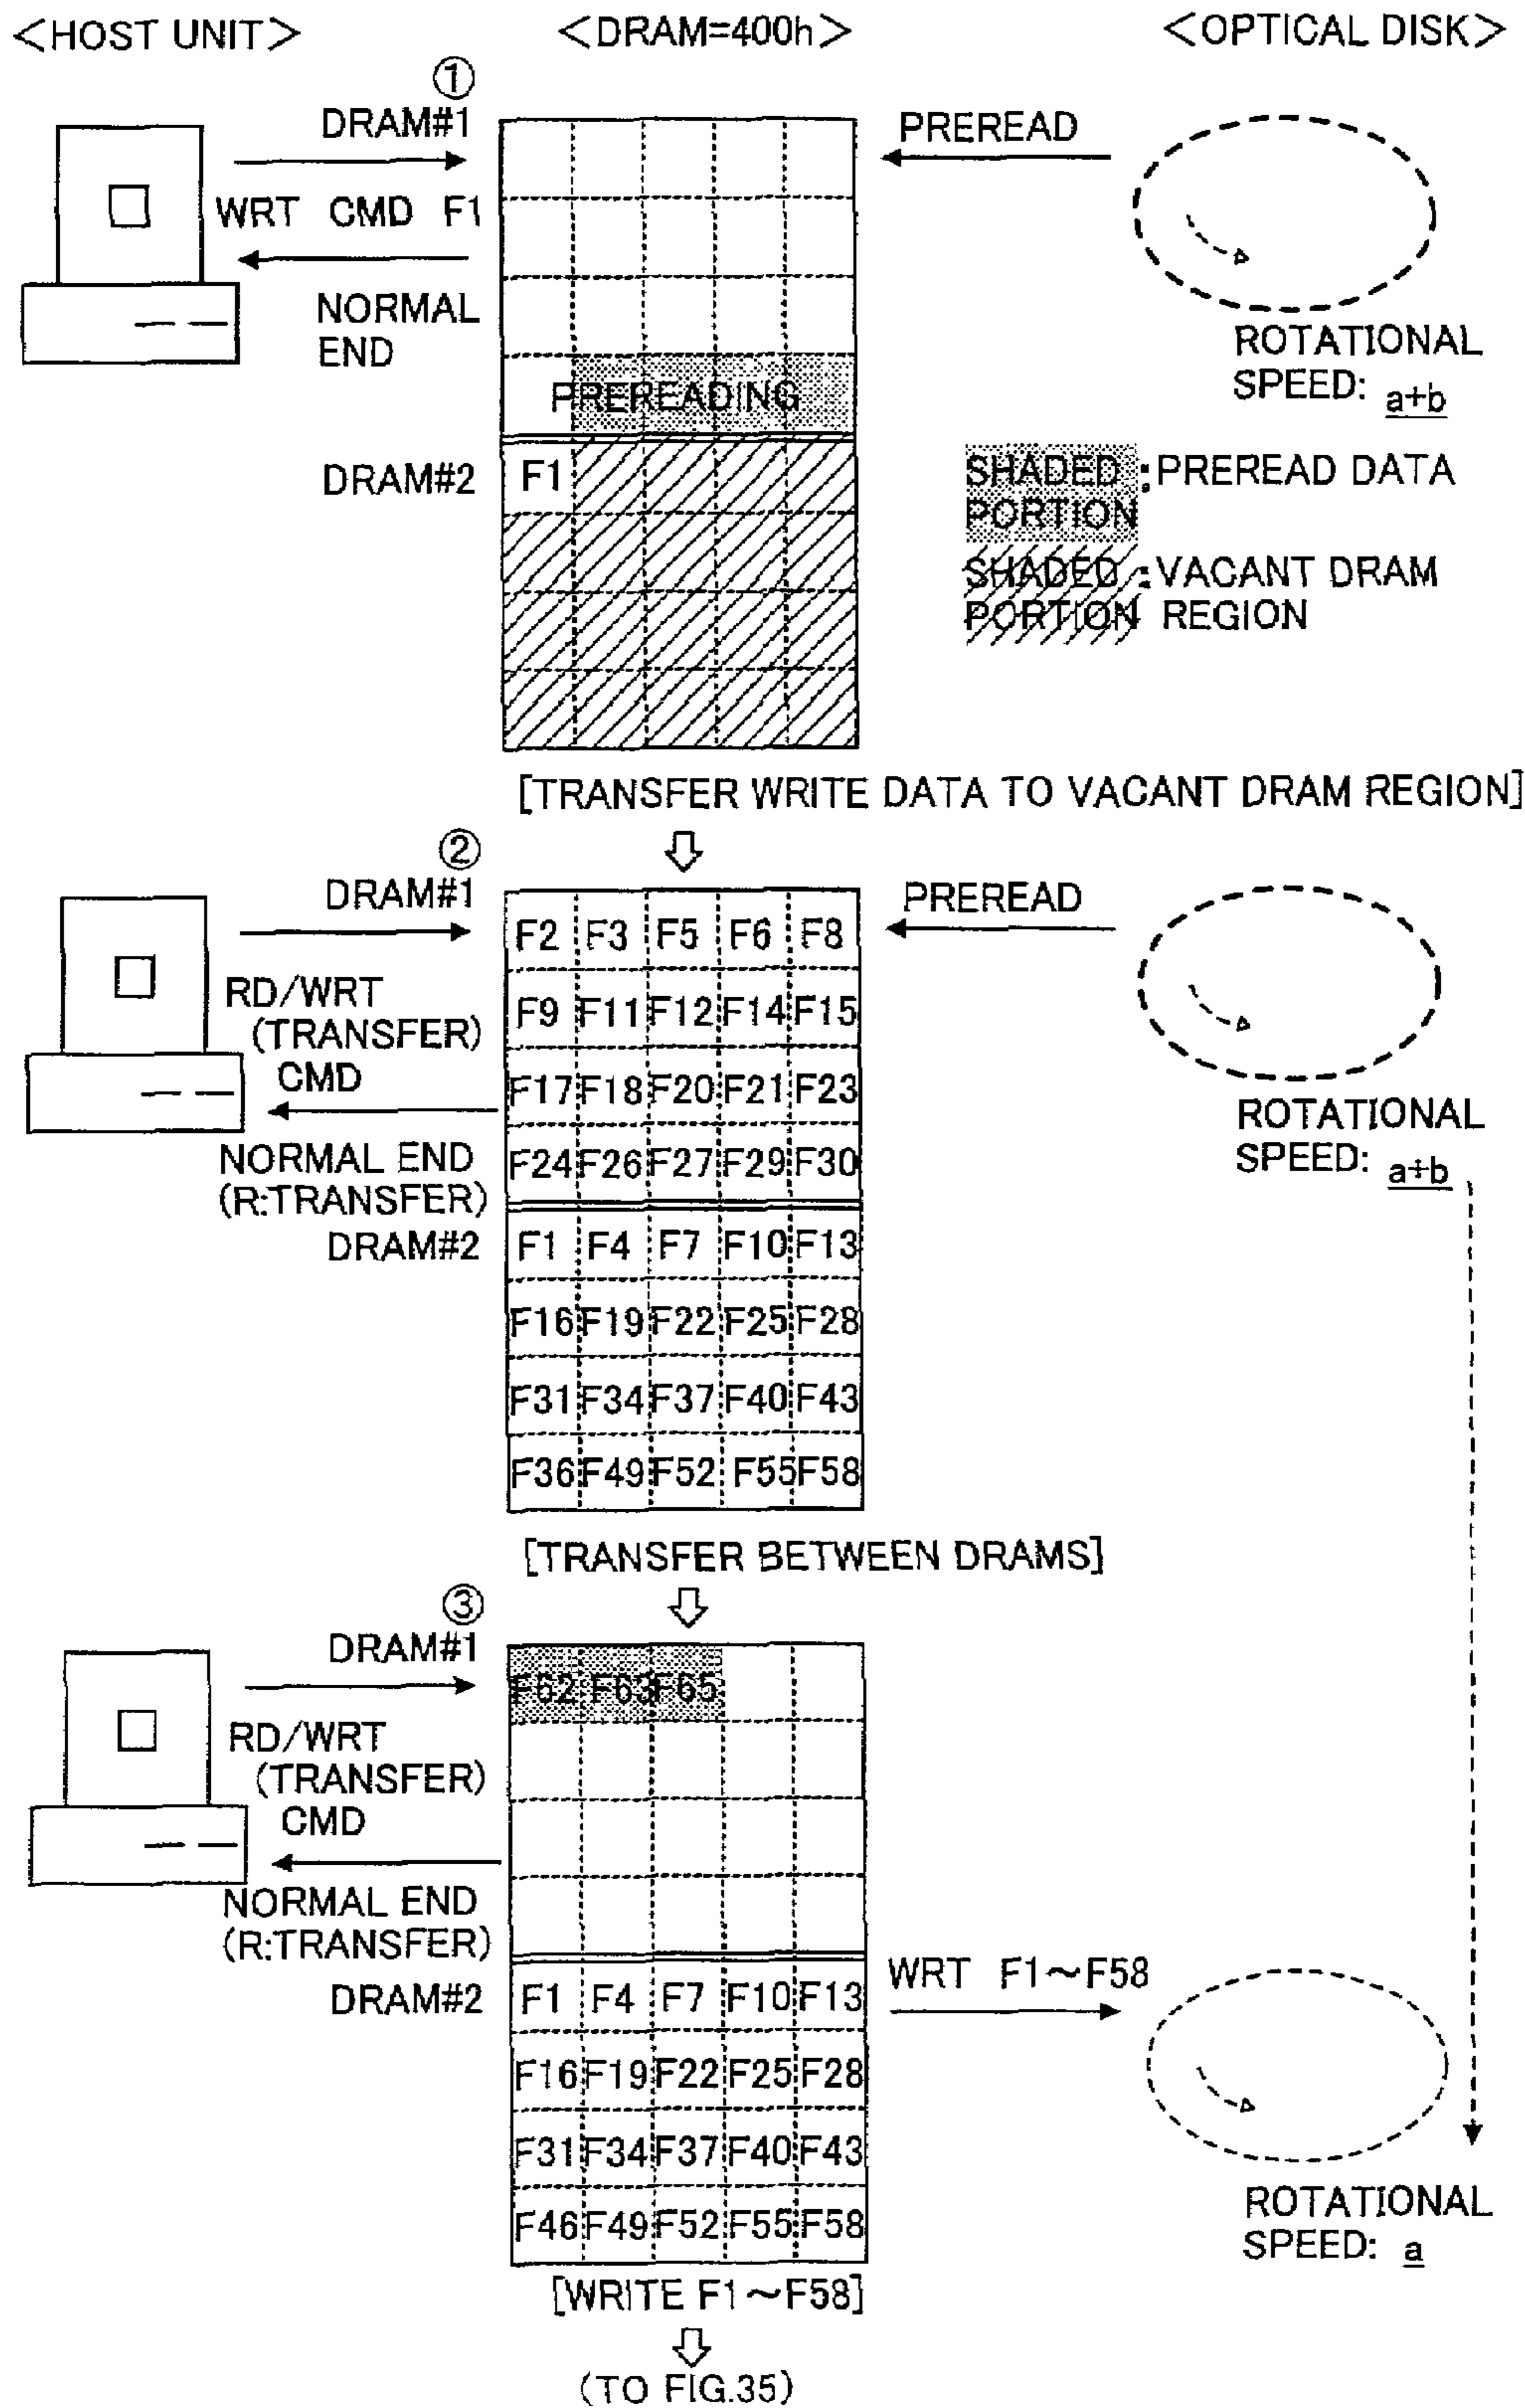 <HOST UNIT> <DRAM=400h> <OPTICAL DISK>
①
DRAM#1
PREREAD
WRT CMD F1
NORMAL
END
ROTATIONAL
SPEED: a+b
PREREADING
DRAM#2
F1
SHADED PORTION :PREREAD DATA
SHADED PORTION :VACANT DRAM REGION
[TRANSFER WRITE DATA TO VACANT DRAM REGION]
②
DRAM#1
PREREAD
F2 F3 F5 F6 F8
F9 F11 F12 F14 F15
F17 F18 F20 F21 F23
F24 F26 F27 F29 F30
RD/WRT
(TRANSFER)
CMD
NORMAL END
(R:TRANSFER)
ROTATIONAL
SPEED: a+b
DRAM#2
F1 F4 F7 F10 F13
F16 F19 F22 F25 F28
F31 F34 F37 F40 F43
F36 F49 F52 F55 F58
[TRANSFER BETWEEN DRAMS]
③
DRAM#1
F62 F63 F65
RD/WRT
(TRANSFER)
CMD
NORMAL END
(R:TRANSFER)
DRAM#2
F1 F4 F7 F10 F13
F16 F19 F22 F25 F28
F31 F34 F37 F40 F43
F46 F49 F52 F55 F58
WRT F1～F58
ROTATIONAL
SPEED: a
[WRITE F1～F58]
(TO FIG.35)